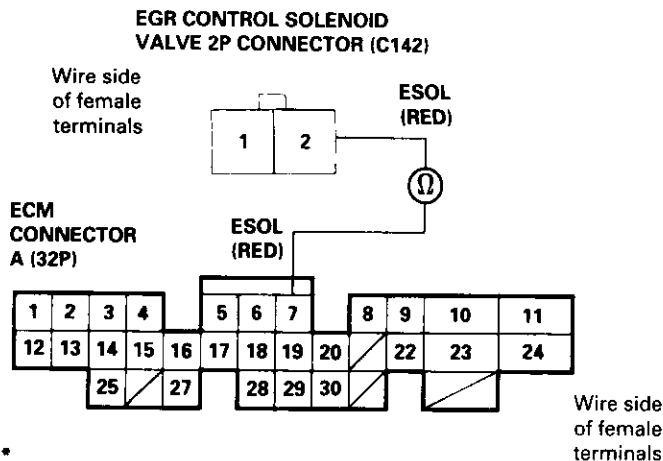 EGR CONTROL SOLENOID
VALVE 2P CONNECTOR (C142)
Wire side
of female
terminals
ESOL
(RED)
1 2
Ω
ECM
CONNECTOR
A (32P)
ESOL
(RED)
1 2 3 4 5 6 7 8 9 10 11
12 13 14 15 16 17 18 19 20 22 23 24
25 27 28 29 30
Wire side
of female
terminals